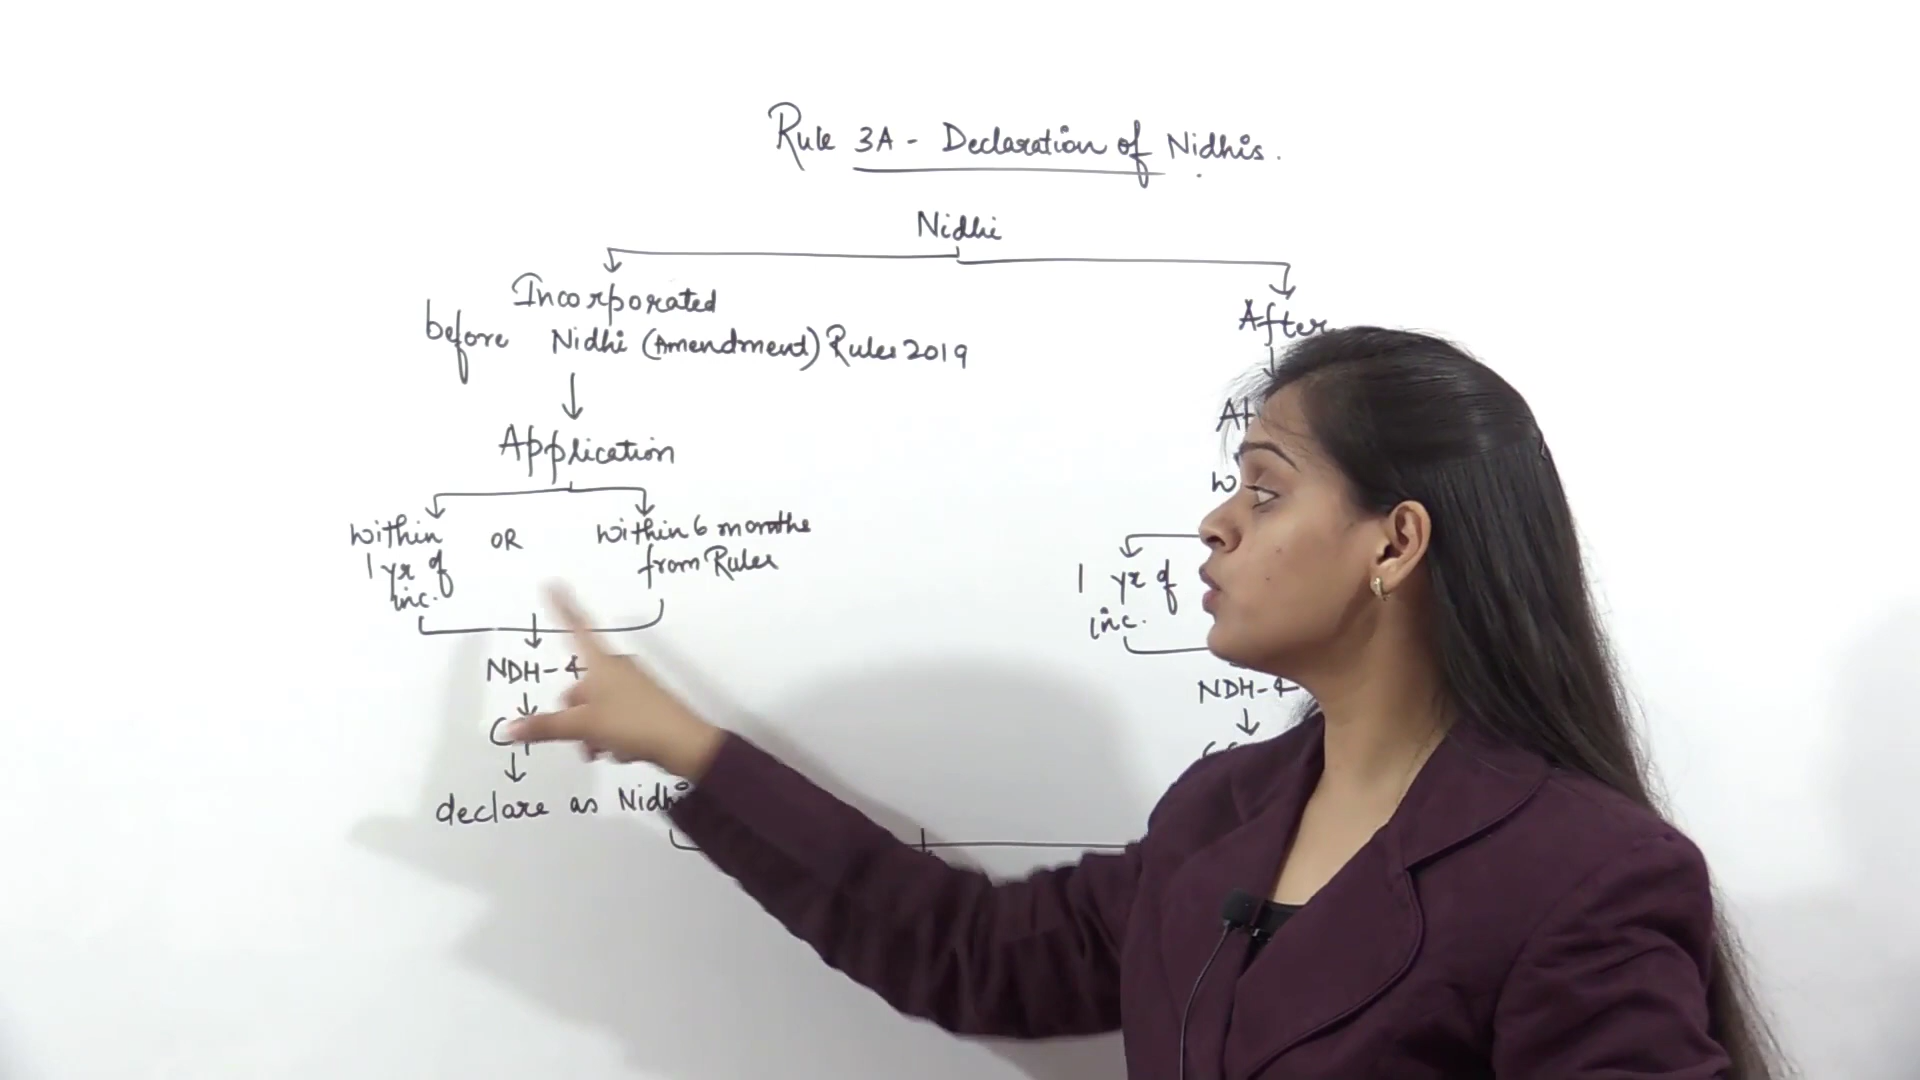 Rule 3A - Declaration of Nidhis.
Nidhi
Incorporated
before Nidhi (Amendment) Rules 2019
Application
within
1 yr of
inc.
OR
within 6 months
from Rules
NDH-4
declare as Nidhi
After
1 yr of
inc.
NDH-4